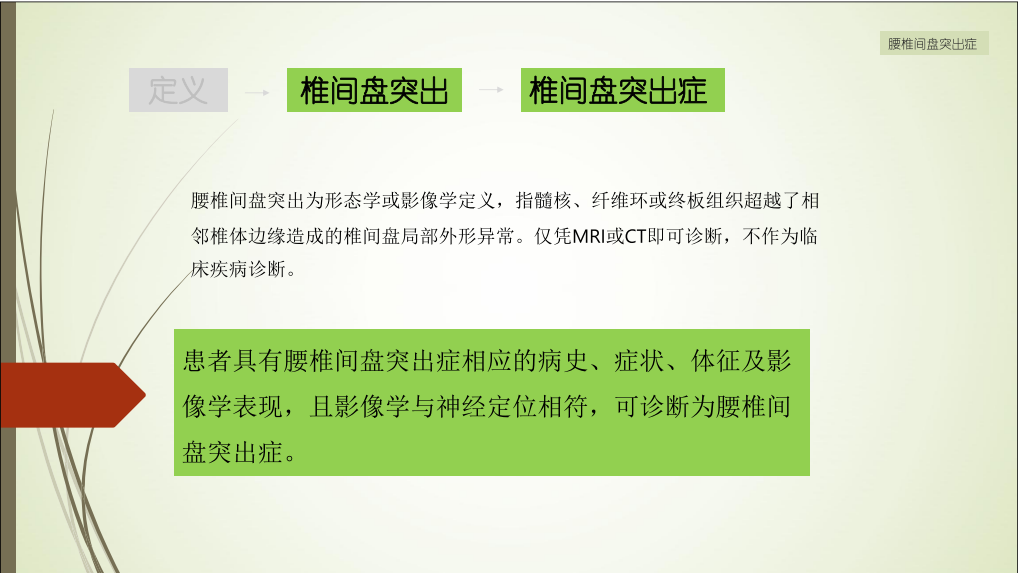 腰椎间盘突出症
定义
椎间盘突出
椎间盘突出症
腰椎间盘突出为形态学或影像学定义，指髓核、纤维环或终板组织超越了相
邻椎体边缘造成的椎间盘局部外形异常。仅凭MRI或CT即可诊断，不作为临
床疾病诊断。
患者具有腰椎间盘突出症相应的病史、症状、体征及影
像学表现，且影像学与神经定位相符，可诊断为腰椎间
盘突出症。